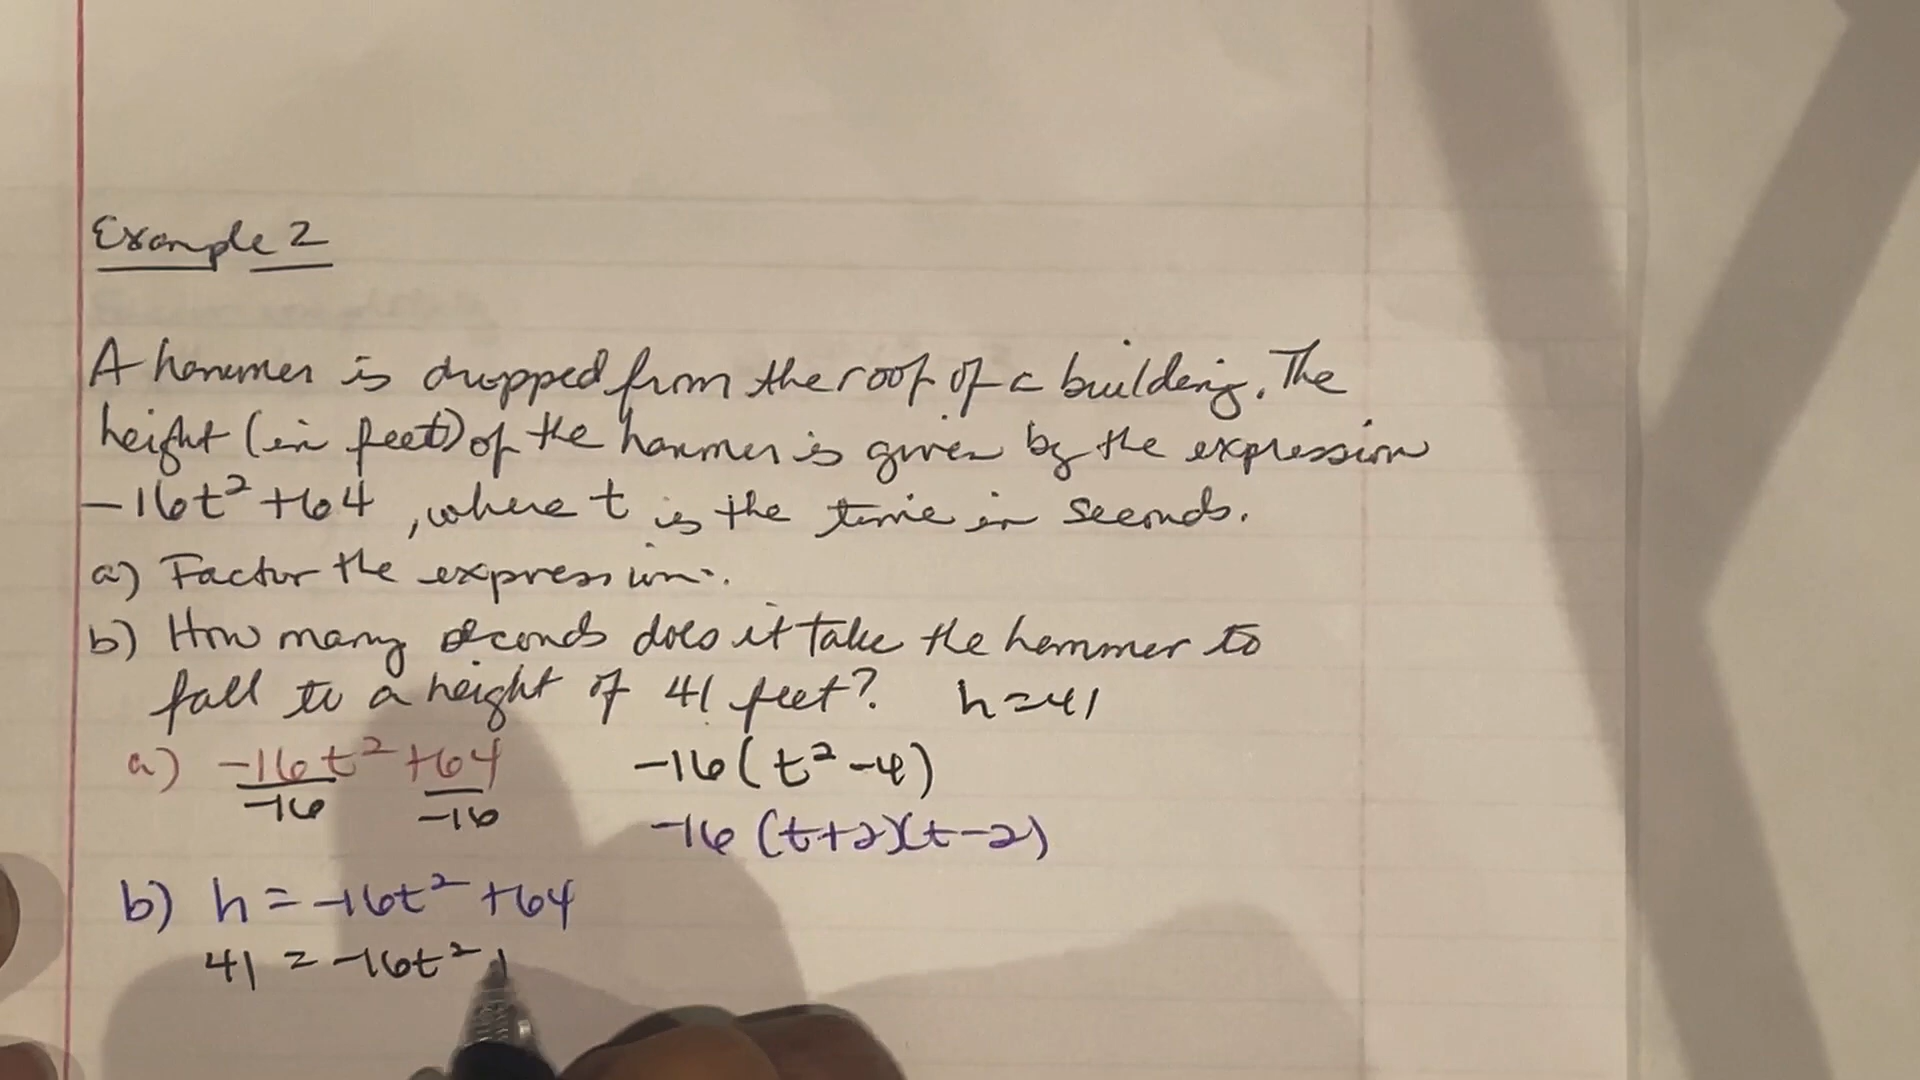 Example 2
A hammer is dropped from the roof of a building. The
height (in feet) of the hammer is given by the expression
-16t² +64, where t is the time in seconds.
a) Factor the expression.
b) How many seconds does it take the hammer to
fall to a height of 41 feet? h=41
a) -16t² +64 -16(t² -4)
-16 -16 -16(t+2)(t-2)
b) h = -16t² +64
41 = -16t²